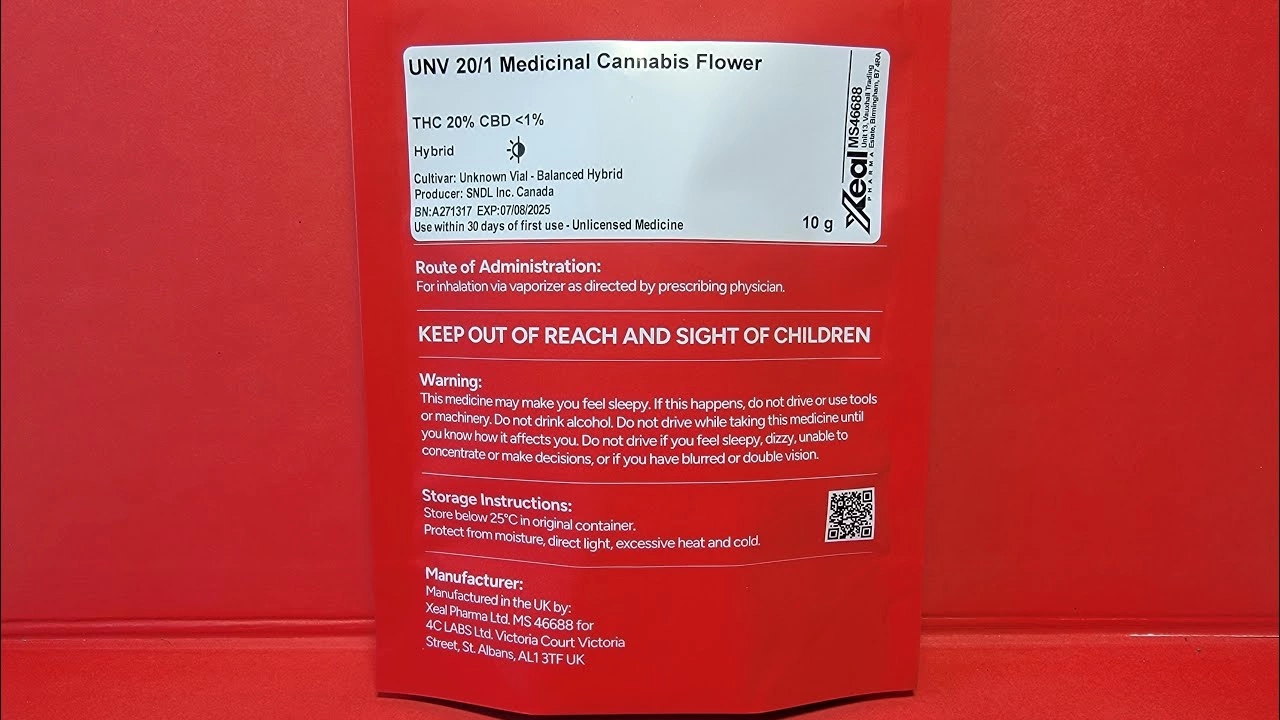 UNV 20/1 Medicinal Cannabis Flower
THC 20% CBD <1%
Hybrid
Cultivar: Unknown Vial - Balanced Hybrid
Producer: SNDL Inc. Canada
BN:A271317 EXP:07/08/2025
Use within 30 days of first use - Unlicensed Medicine
10 g
Xeal
PHARMA
MS46688
Unit 13, Vauxhall Trading
Estate, Birmingham, B7 4RA
Route of Administration:
For inhalation via vaporizer as directed by prescribing physician.
KEEP OUT OF REACH AND SIGHT OF CHILDREN
Warning:
This medicine may make you feel sleepy. If this happens, do not drive or use tools
or machinery. Do not drink alcohol. Do not drive while taking this medicine until
you know how it affects you. Do not drive if you feel sleepy, dizzy, unable to
concentrate or make decisions, or if you have blurred or double vision.
Storage Instructions:
Store below 25°C in original container.
Protect from moisture, direct light, excessive heat and cold.
Manufacturer:
Manufactured in the UK by:
Xeal Pharma Ltd. MS 46688 for
4C LABS Ltd. Victoria Court Victoria
Street, St. Albans, AL1 3TF UK